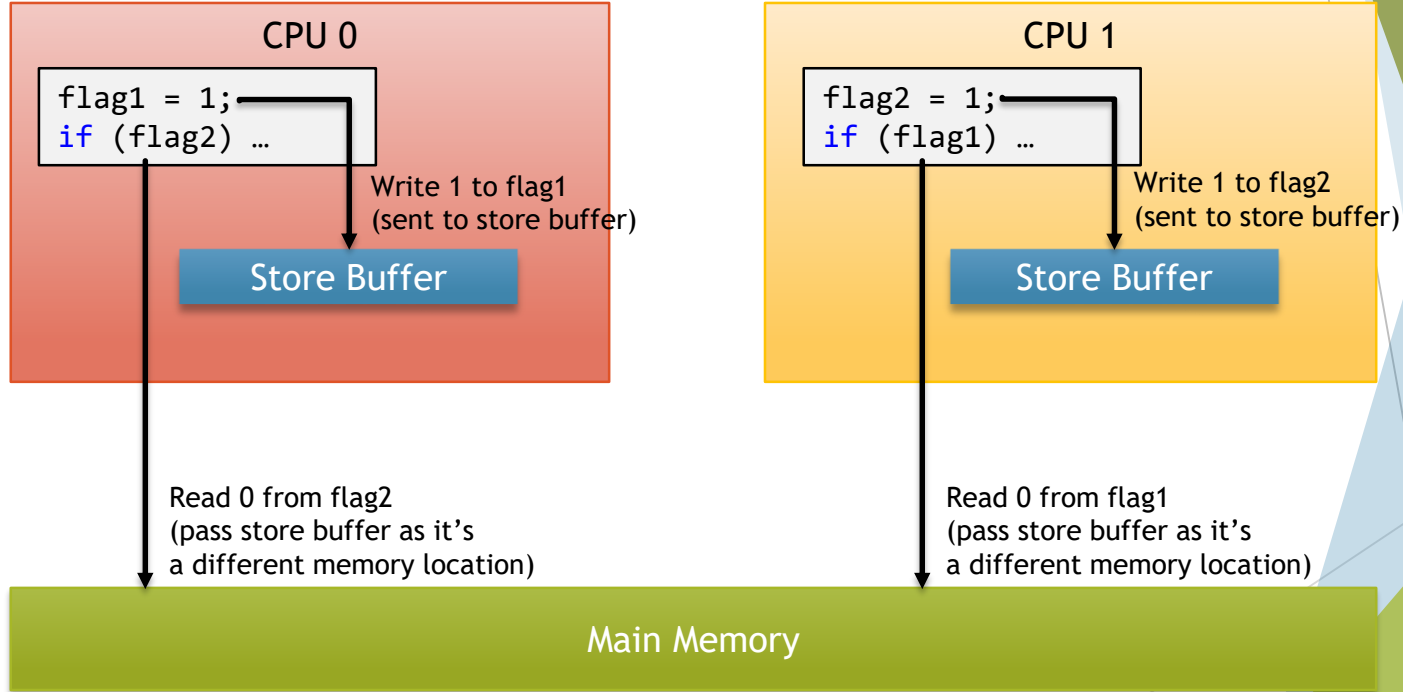 CPU 0
flag1 = 1;
if (flag2) …
Write 1 to flag1
(sent to store buffer)
Store Buffer
Read 0 from flag2
(pass store buffer as it’s
a different memory location)
CPU 1
flag2 = 1;
if (flag1) …
Write 1 to flag2
(sent to store buffer)
Store Buffer
Read 0 from flag1
(pass store buffer as it’s
a different memory location)
Main Memory